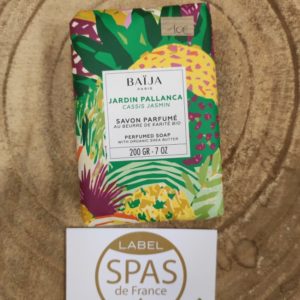 BAÏJA
PARIS
JARDIN PALLANCA
CASSIS JASMIN
SAVON PARFUMÉ
AU BEURRE DE KARITÉ BIO
PERFUMED SOAP
WITH ORGANIC SHEA BUTTER
200 GR - 7 OZ
LABEL
SPAS
de France